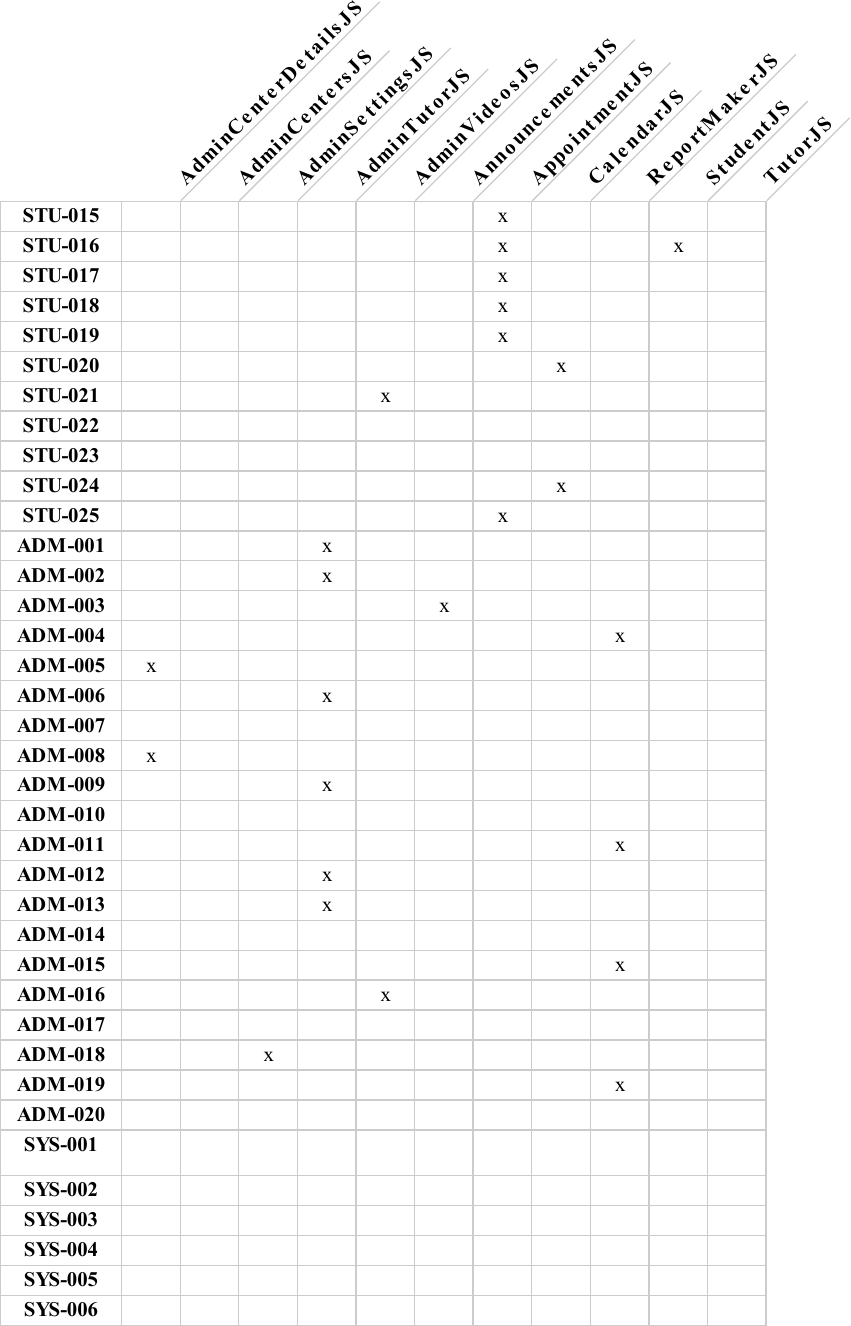 AdminCenterDetailsJS
AdminCentersJS
AdminSettingsJS
AdminTutorJS
AdminVideosJS
AnnouncementsJS
AppointmentJS
CalendarJS
ReportMakerJS
StudentJS
TutorJS
STU-015 x
STU-016 x x
STU-017 x
STU-018 x
STU-019 x
STU-020 x
STU-021 x
STU-022
STU-023
STU-024 x
STU-025 x
ADM-001 x
ADM-002 x
ADM-003 x
ADM-004 x
ADM-005 x
ADM-006 x
ADM-007
ADM-008 x
ADM-009 x
ADM-010
ADM-011 x
ADM-012 x
ADM-013 x
ADM-014
ADM-015 x
ADM-016 x
ADM-017
ADM-018 x
ADM-019 x
ADM-020
SYS-001
SYS-002
SYS-003
SYS-004
SYS-005
SYS-006